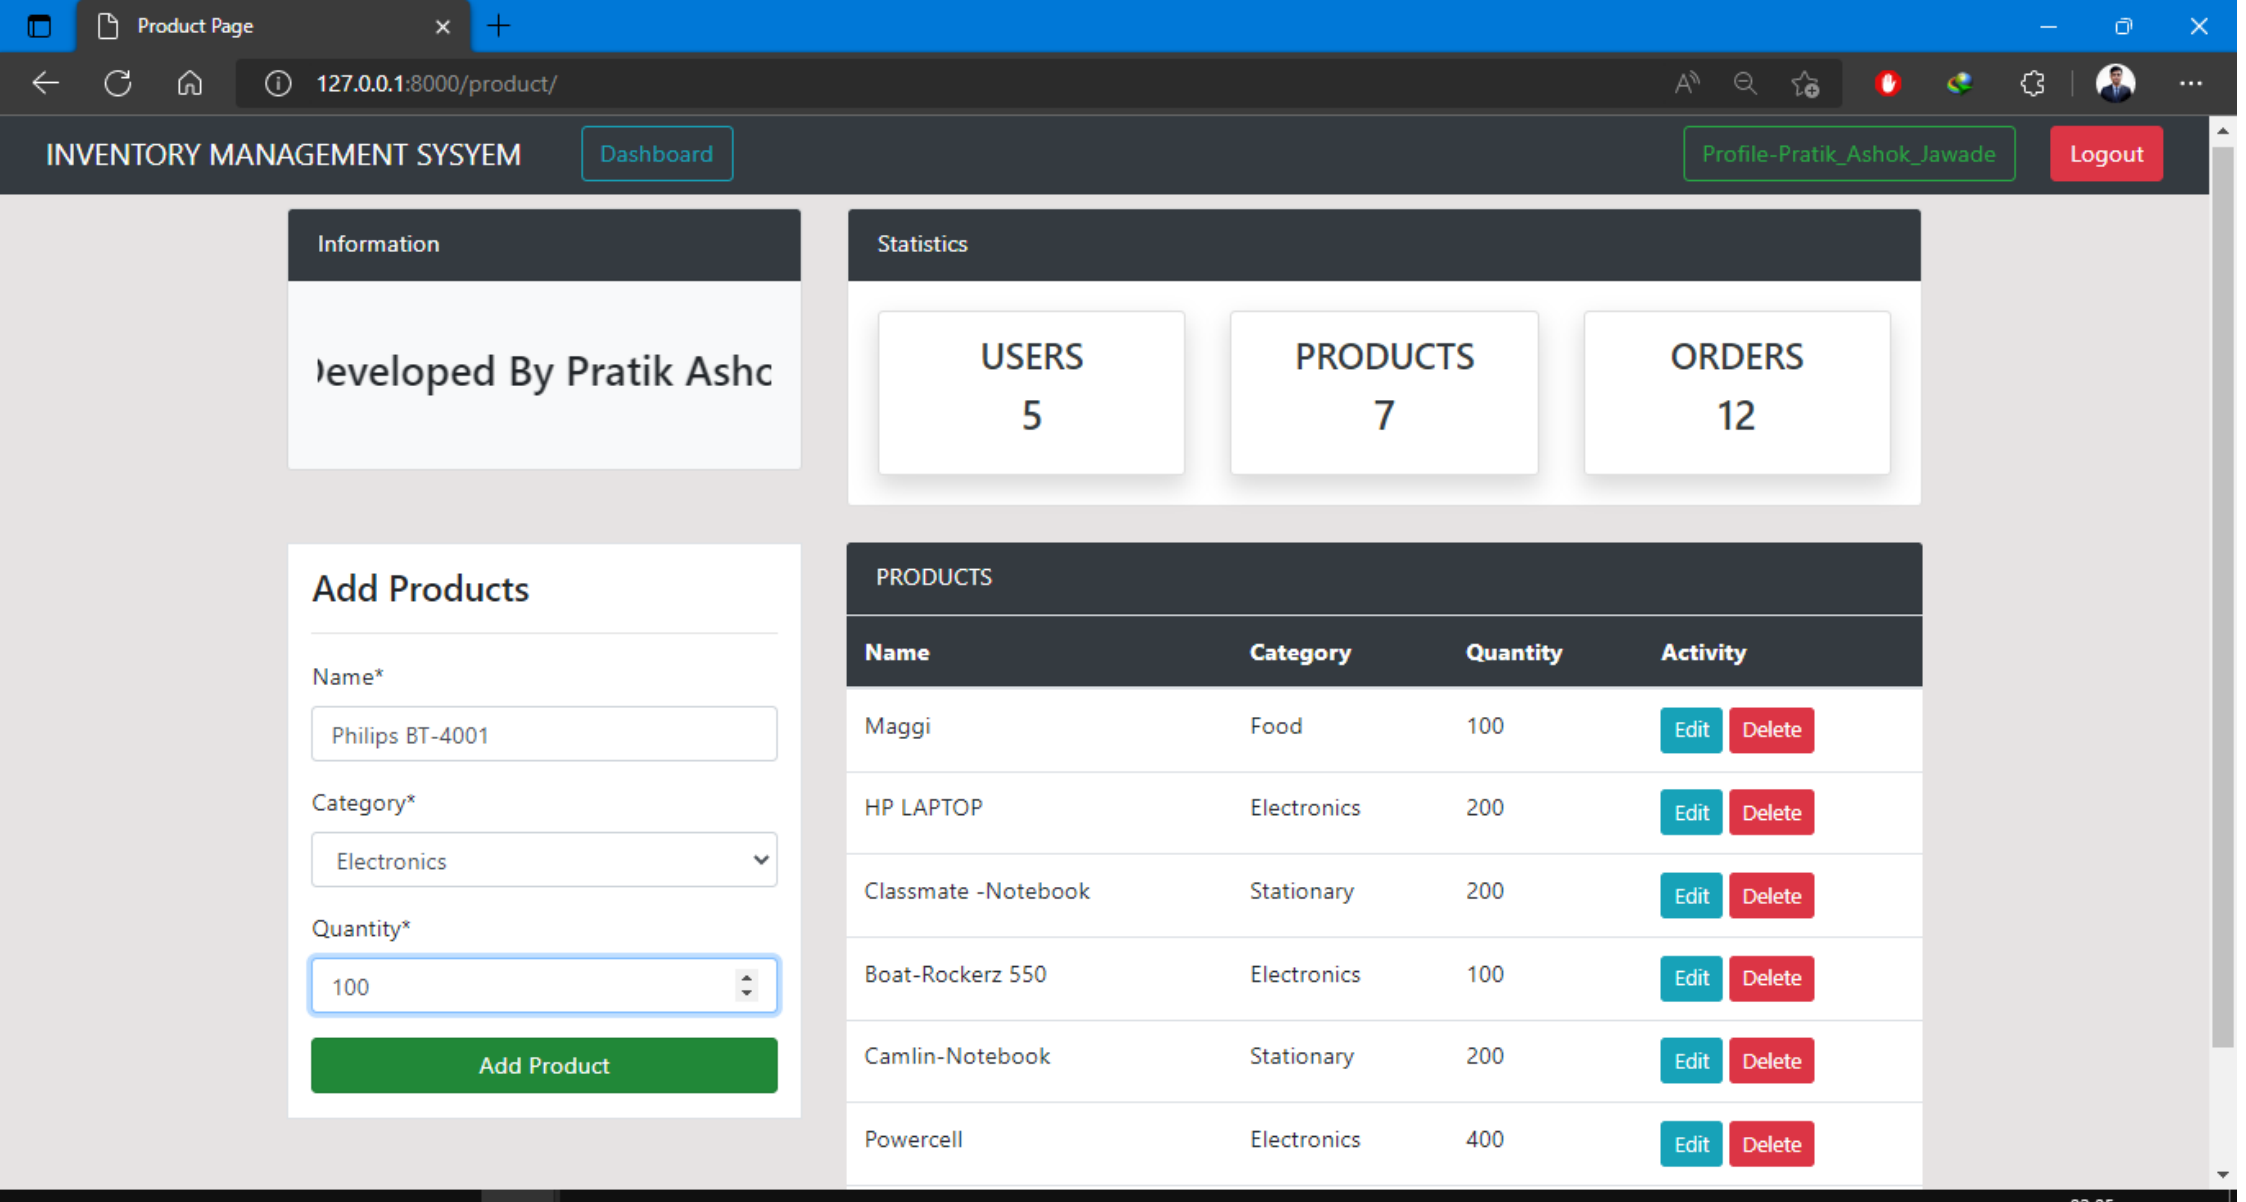 Product Page
127.0.0.1:8000/product/
INVENTORY MANAGEMENT SYSYEM Dashboard Profile-Pratik_Ashok_Jawade Logout
Information
Developed By Pratik Asho
Statistics
USERS PRODUCTS ORDERS
5 7 12
Add Products
Name*
Philips BT-4001
Category*
Electronics
Quantity*
100
Add Product
PRODUCTS
Name Category Quantity Activity
Maggi Food 100 Edit Delete
HP LAPTOP Electronics 200 Edit Delete
Classmate -Notebook Stationary 200 Edit Delete
Boat-Rockerz 550 Electronics 100 Edit Delete
Camlin-Notebook Stationary 200 Edit Delete
Powercell Electronics 400 Edit Delete